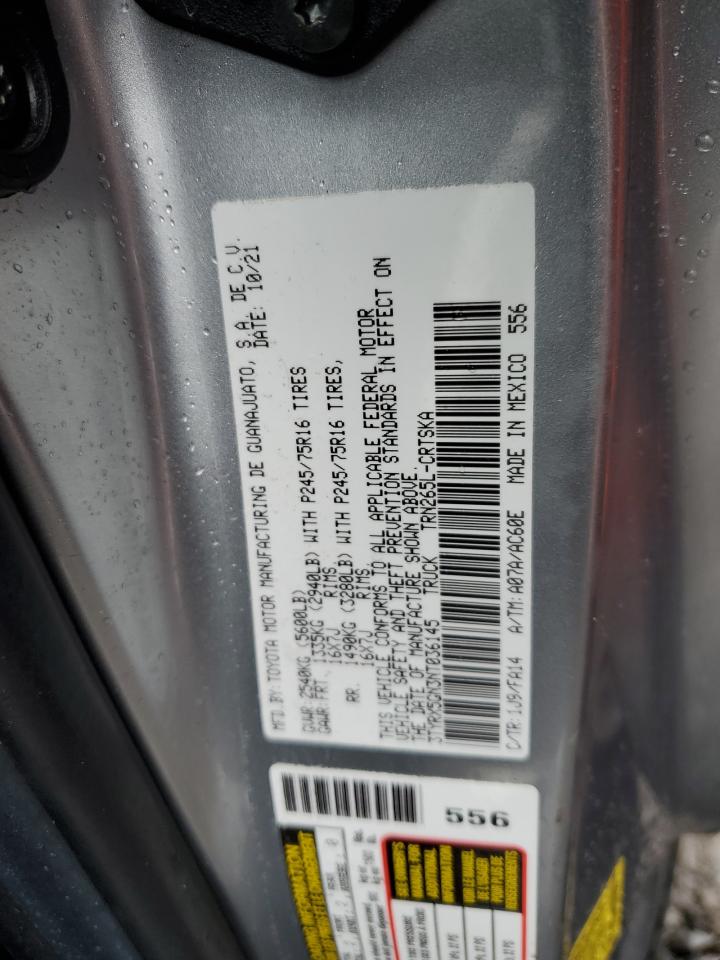 MFD.BY: TOYOTA MOTOR MANUFACTURING DE GUANAJUATO, S.A. DE C.V.
DATE: 10/21
GVWR: 2540KG (5600LB)
GAWR:FRT. 1335KG (2940LB) WITH P245/75R16 TIRES
16X7J RIMS
RR. 1490KG (3280LB) WITH P245/75R16 TIRES,
16X7J RIMS
THIS VEHICLE CONFORMS TO ALL APPLICABLE FEDERAL MOTOR
VEHICLE SAFETY AND THEFT PREVENTION STANDARDS IN EFFECT ON
THE DATE OF MANUFACTURE SHOWN ABOVE.
3TYRX5GN3NT036145 TRUCK TRN265L-CRTSKA
C/TR: 1J9/FA14 A/TM: A07A/AC60E MADE IN MEXICO 556
556